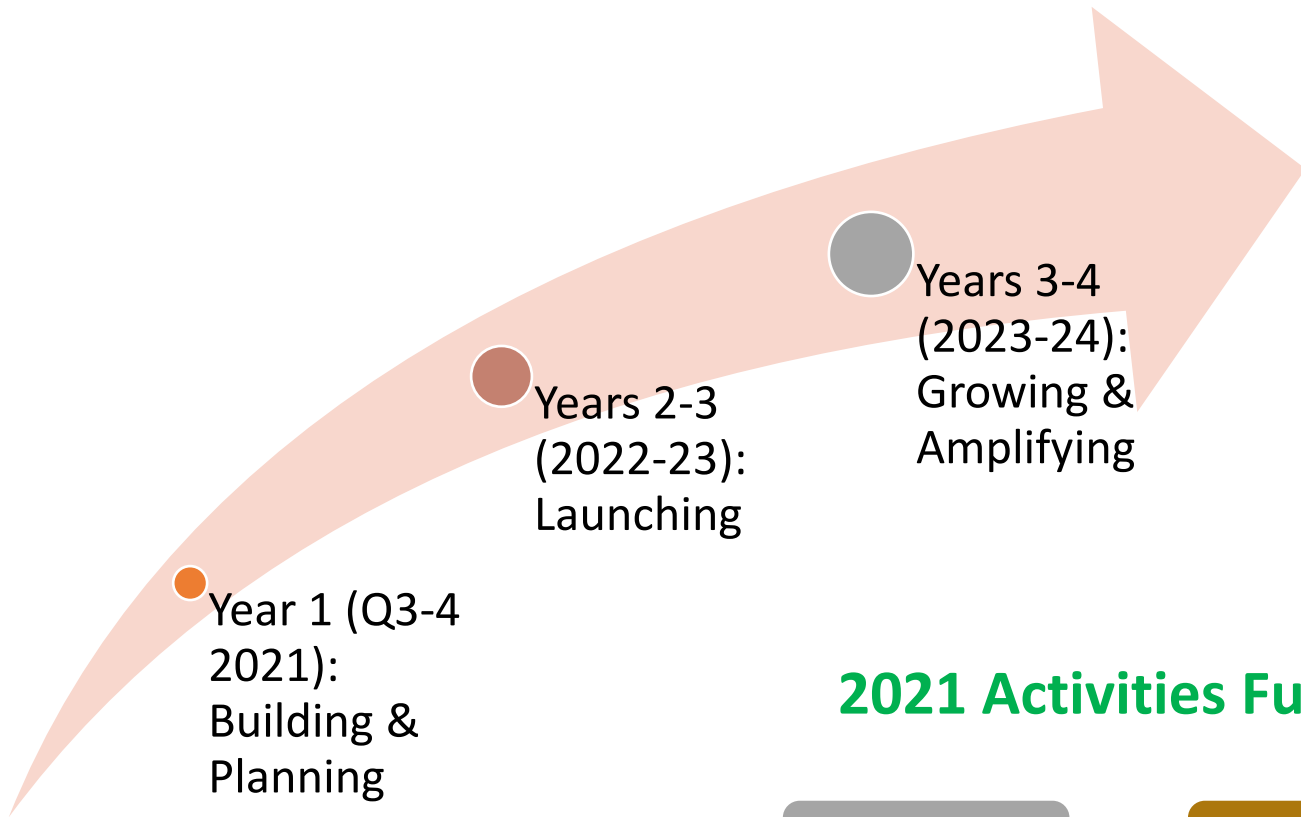 Years 3-4
(2023-24):
Growing &
Amplifying
Years 2-3
(2022-23):
Launching
Year 1 (Q3-4
2021):
Building &
Planning
2021 Activities Fu